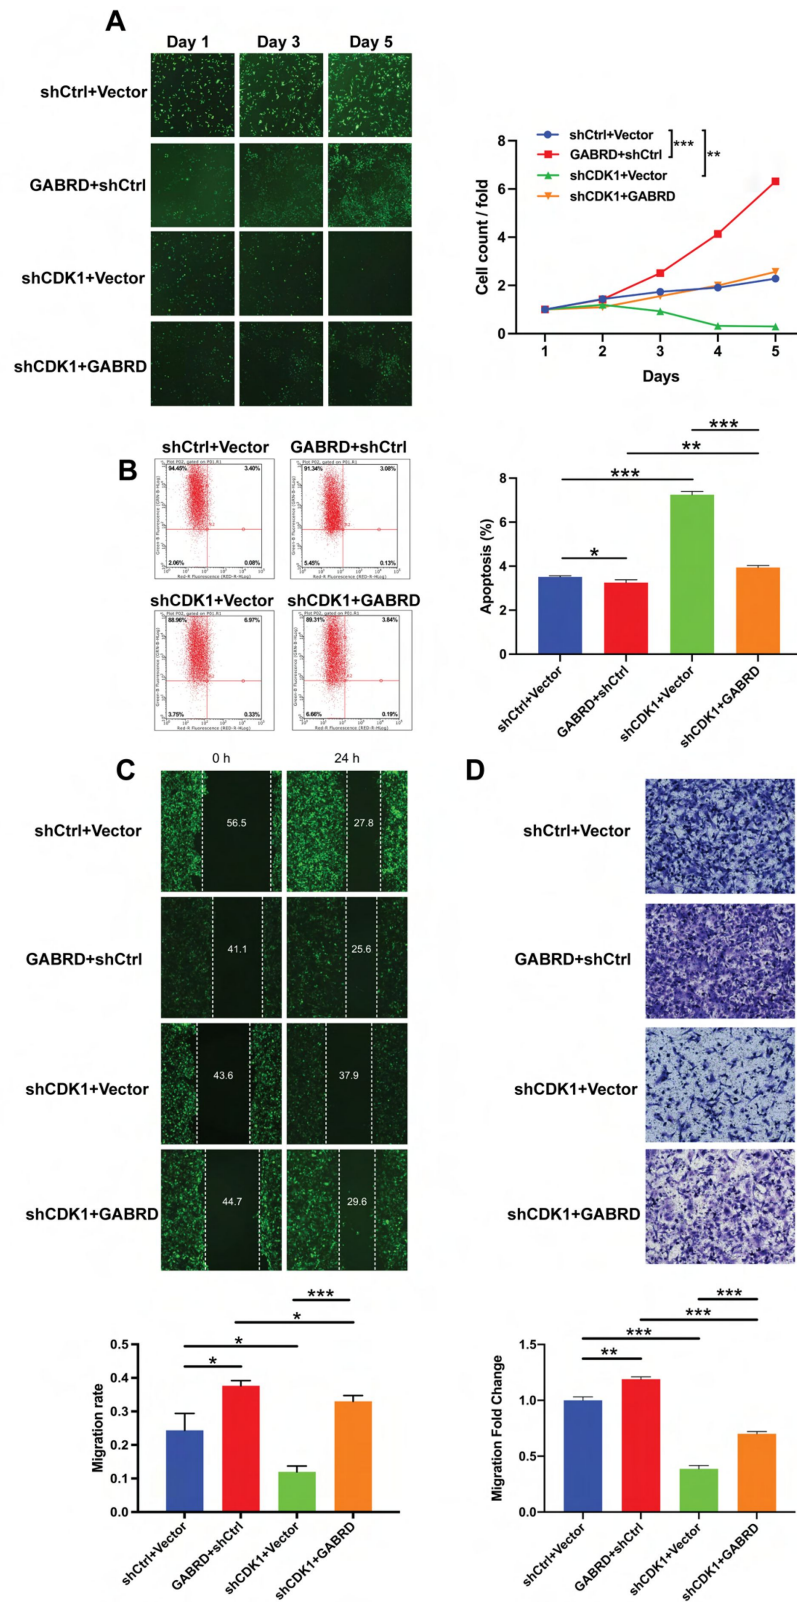 A
Day 1 Day 3 Day 5
shCtrl+Vector
GABRD+shCtrl
shCDK1+Vector
shCDK1+GABRD
8
6
4
2
0
Cell count / fold
shCtrl+Vector
GABRD+shCtrl
shCDK1+Vector
shCDK1+GABRD
***
**
1 2 3 4 5
Days
B
shCtrl+Vector
94.45% 3.40%
2.06% 0.08%
GABRD+shCtrl
91.34% 3.08%
5.45% 0.13%
shCDK1+Vector
88.96% 6.97%
3.75% 0.33%
shCDK1+GABRD
89.31% 3.84%
6.66% 0.19%
***
**
***
*
8
6
4
2
0
Apoptosis (%)
shCtrl+Vector
GABRD+shCtrl
shCDK1+Vector
shCDK1+GABRD
C
0 h 24 h
shCtrl+Vector
56.5 27.8
GABRD+shCtrl
41.1 25.6
shCDK1+Vector
43.6 37.9
shCDK1+GABRD
44.7 29.6
***
*
*
*
0.5
0.4
0.3
0.2
0.1
0.0
Migration rate
shCtrl+Vector
GABRD+shCtrl
shCDK1+Vector
shCDK1+GABRD
D
shCtrl+Vector
GABRD+shCtrl
shCDK1+Vector
shCDK1+GABRD
***
***
***
**
1.5
1.0
0.5
0.0
Migration Fold Change
shCtrl+Vector
GABRD+shCtrl
shCDK1+Vector
shCDK1+GABRD